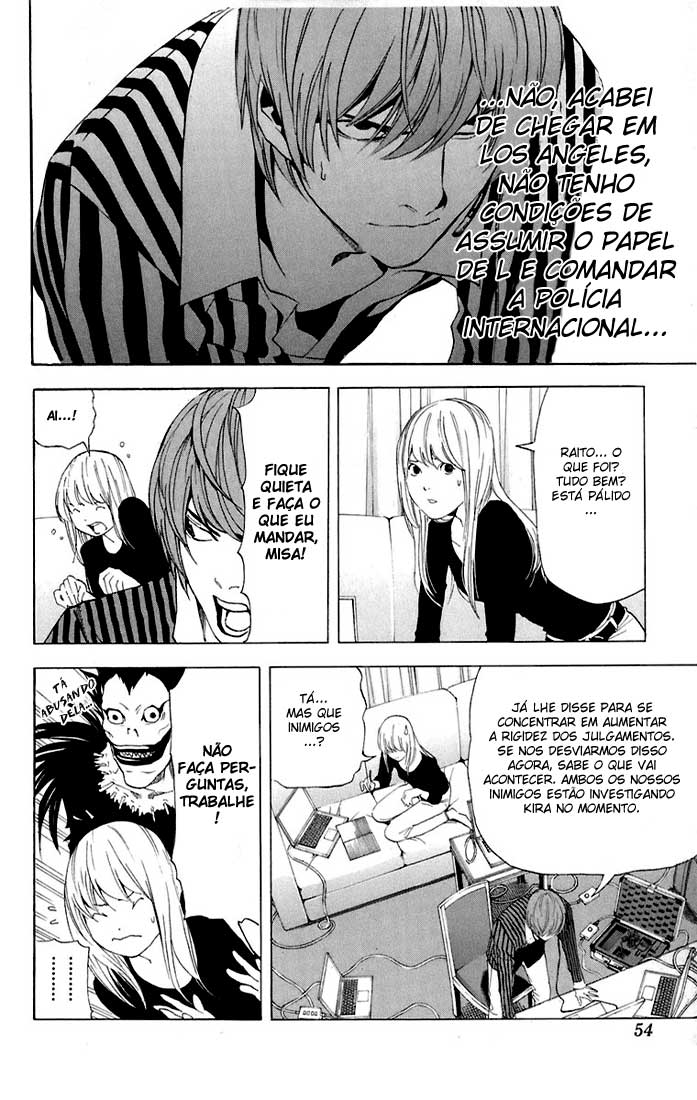 ...NÃO, ACABEI
DE CHEGAR EM
LOS ANGELES,
NÃO TENHO
CONDIÇÕES DE
ASSUMIR O PAPEL
DE L E COMANDAR
A POLÍCIA
INTERNACIONAL...
RAITO... O
QUE FOI?
TUDO BEM?
ESTÁ PÁLIDO
...
FIQUE
QUIETA
E FAÇA O
QUE EU
MANDAR,
MISA!
AI...!
JÁ LHE DISSE PARA SE
CONCENTRAR EM AUMENTAR
A RIGIDEZ DOS JULGAMENTOS.
SE NOS DESVIARMOS DISSO
AGORA, SABE O QUE VAI
ACONTECER. AMBOS OS NOSSOS
INIMIGOS ESTÃO INVESTIGANDO
KIRA NO MOMENTO.
TÁ...
MAS QUE
INIMIGOS
...?
NÃO
FAÇA PER-
GUNTAS,
TRABALHE
!
TÁ
ABUSANDO
DELA...
.........
54